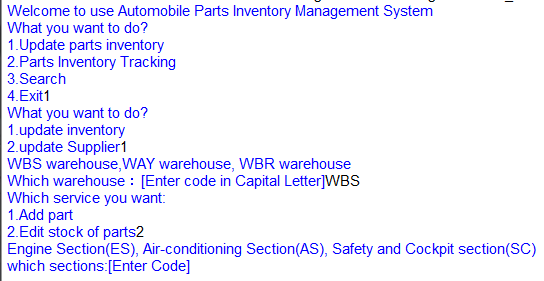 Welcome to use Automobile Parts Inventory Management System
What you want to do?
1.Update parts inventory
2.Parts Inventory Tracking
3.Search
4.Exit1
What you want to do?
1.update inventory
2.update Supplier1
WBS warehouse,WAY warehouse, WBR warehouse
Which warehouse：[Enter code in Capital Letter]WBS
Which service you want:
1.Add part
2.Edit stock of parts2
Engine Section(ES), Air-conditioning Section(AS), Safety and Cockpit section(SC)
which sections:[Enter Code]